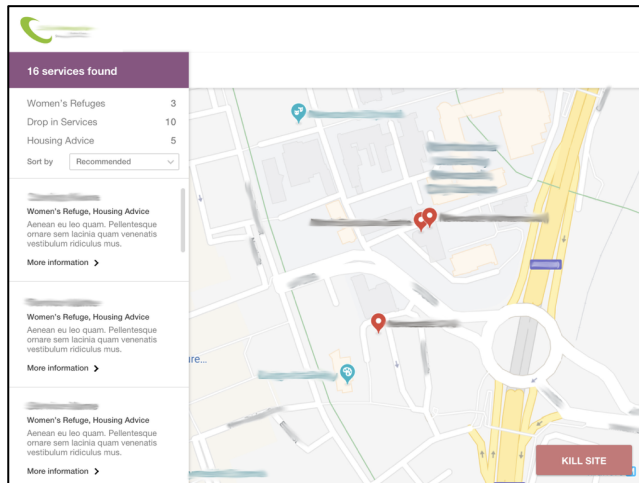 16 services found
Women's Refuges 3
Drop in Services 10
Housing Advice 5
Sort by Recommended
Women's Refuge, Housing Advice
Aenean eu leo quam. Pellentesque
ornare sem lacinia quam venenatis
vestibulum ridiculus mus.
More information
Women's Refuge, Housing Advice
Aenean eu leo quam. Pellentesque
ornare sem lacinia quam venenatis
vestibulum ridiculus mus.
More information
Women's Refuge, Housing Advice
Aenean eu leo quam. Pellentesque
ornare sem lacinia quam venenatis
vestibulum ridiculus mus.
More information
re...
KILL SITE